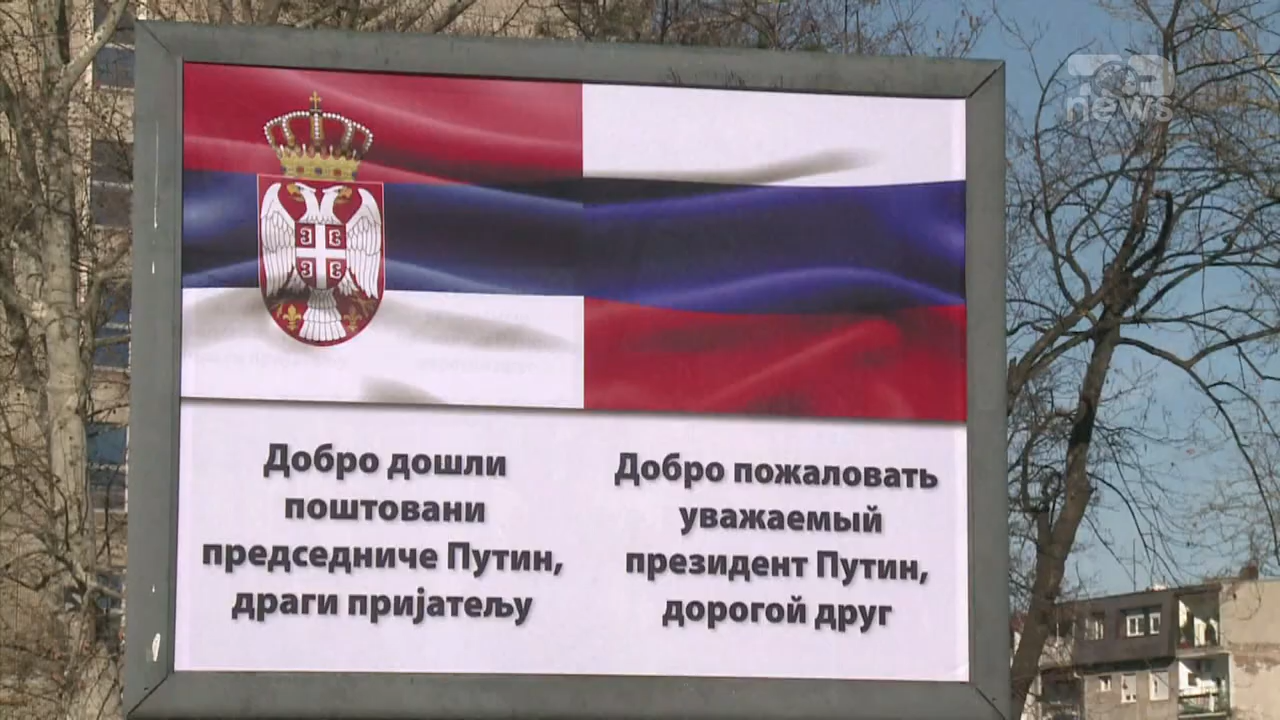 news
Добро дошли
поштовани
председниче Путин,
драги пријатељу
Добро пожаловать
уважаемый
президент Путин,
дорогой друг